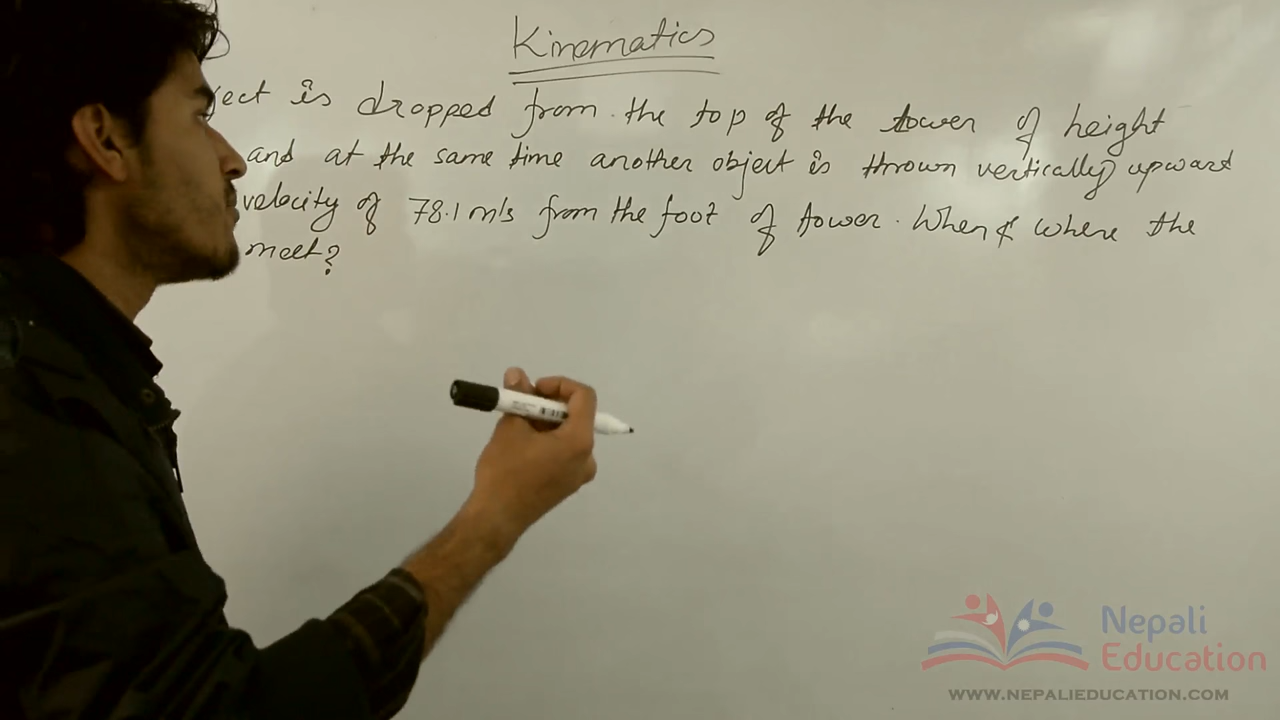 Kinematics
ject is dropped from the top of the tower of height
and at the same time another object is thrown vertically upward
velocity of 78.1 m/s from the foot of tower. When & where the
meet?
Nepali
Education
WWW.NEPALIEDUCATION.COM